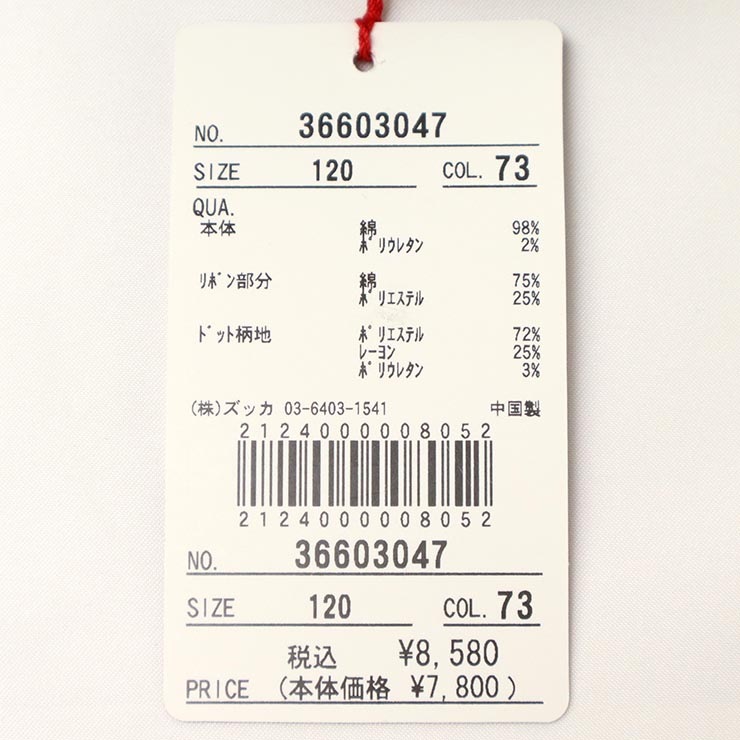 NO. 36603047
SIZE 120 COL. 73
QUA.
本体 綿 98%
ﾎﾟﾘｳﾚﾀﾝ 2%
ﾘﾎﾞﾝ部分 綿 75%
ﾎﾟﾘｴｽﾃﾙ 25%
ﾄﾞｯﾄ柄地 ﾎﾟﾘｴｽﾃﾙ 72%
ﾚｰﾖﾝ 25%
ﾎﾟﾘｳﾚﾀﾝ 3%
(株)ズッカ 03-6403-1541 中国製
2124000008052
2124000008052
NO. 36603047
SIZE 120 COL. 73
税込 ¥8,580
PRICE (本体価格 ¥7,800)